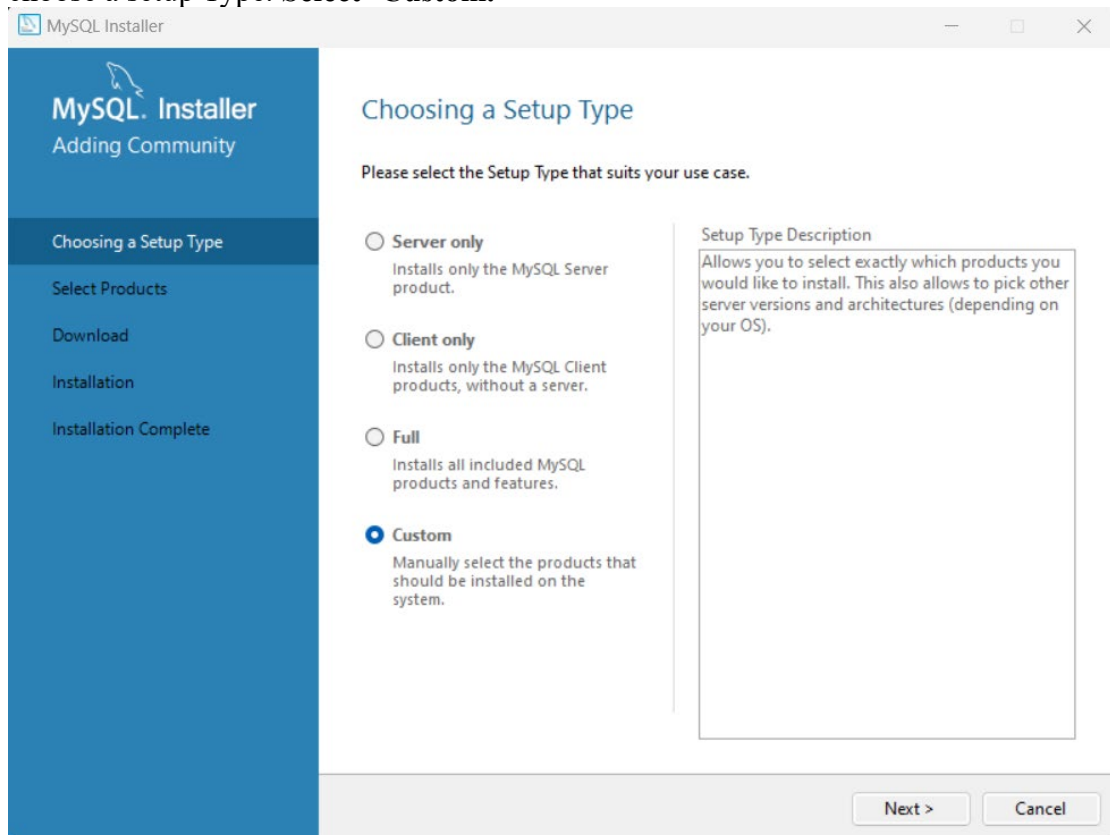 choose a setup Type. Select "Custom."
MySQL Installer
MySQL. Installer
Adding Community
Choosing a Setup Type
Select Products
Download
Installation
Installation Complete
Choosing a Setup Type
Please select the Setup Type that suits your use case.
Server only
Installs only the MySQL Server
product.
Client only
Installs only the MySQL Client
products, without a server.
Full
Installs all included MySQL
products and features.
Custom
Manually select the products that
should be installed on the
system.
Setup Type Description
Allows you to select exactly which products you
would like to install. This also allows to pick other
server versions and architectures (depending on
your OS).
Next >
Cancel